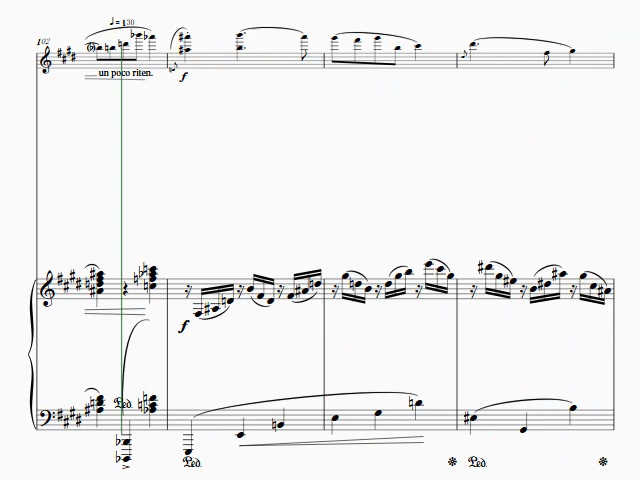 102
♩ = 130
un poco riten.
f
f
Ped.
Ped.
Ped.